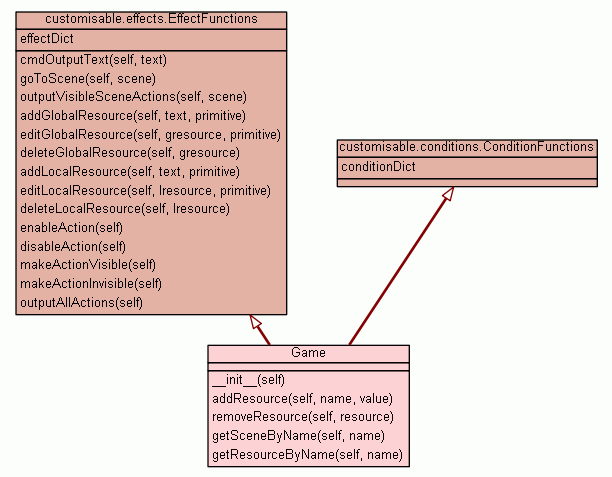 customisable.effects.EffectFunctions
effectDict
cmdOutputText(self, text)
goToScene(self, scene)
outputVisibleSceneActions(self, scene)
addGlobalResource(self, text, primitive)
editGlobalResource(self, gresource, primitive)
deleteGlobalResource(self, gresource)
addLocalResource(self, text, primitive)
editLocalResource(self, lresource, primitive)
deleteLocalResource(self, lresource)
enableAction(self)
disableAction(self)
makeActionVisible(self)
makeActionInvisible(self)
outputAllActions(self)
customisable.conditions.ConditionFunctions
conditionDict
Game
__init__(self)
addResource(self, name, value)
removeResource(self, resource)
getSceneByName(self, name)
getResourceByName(self, name)